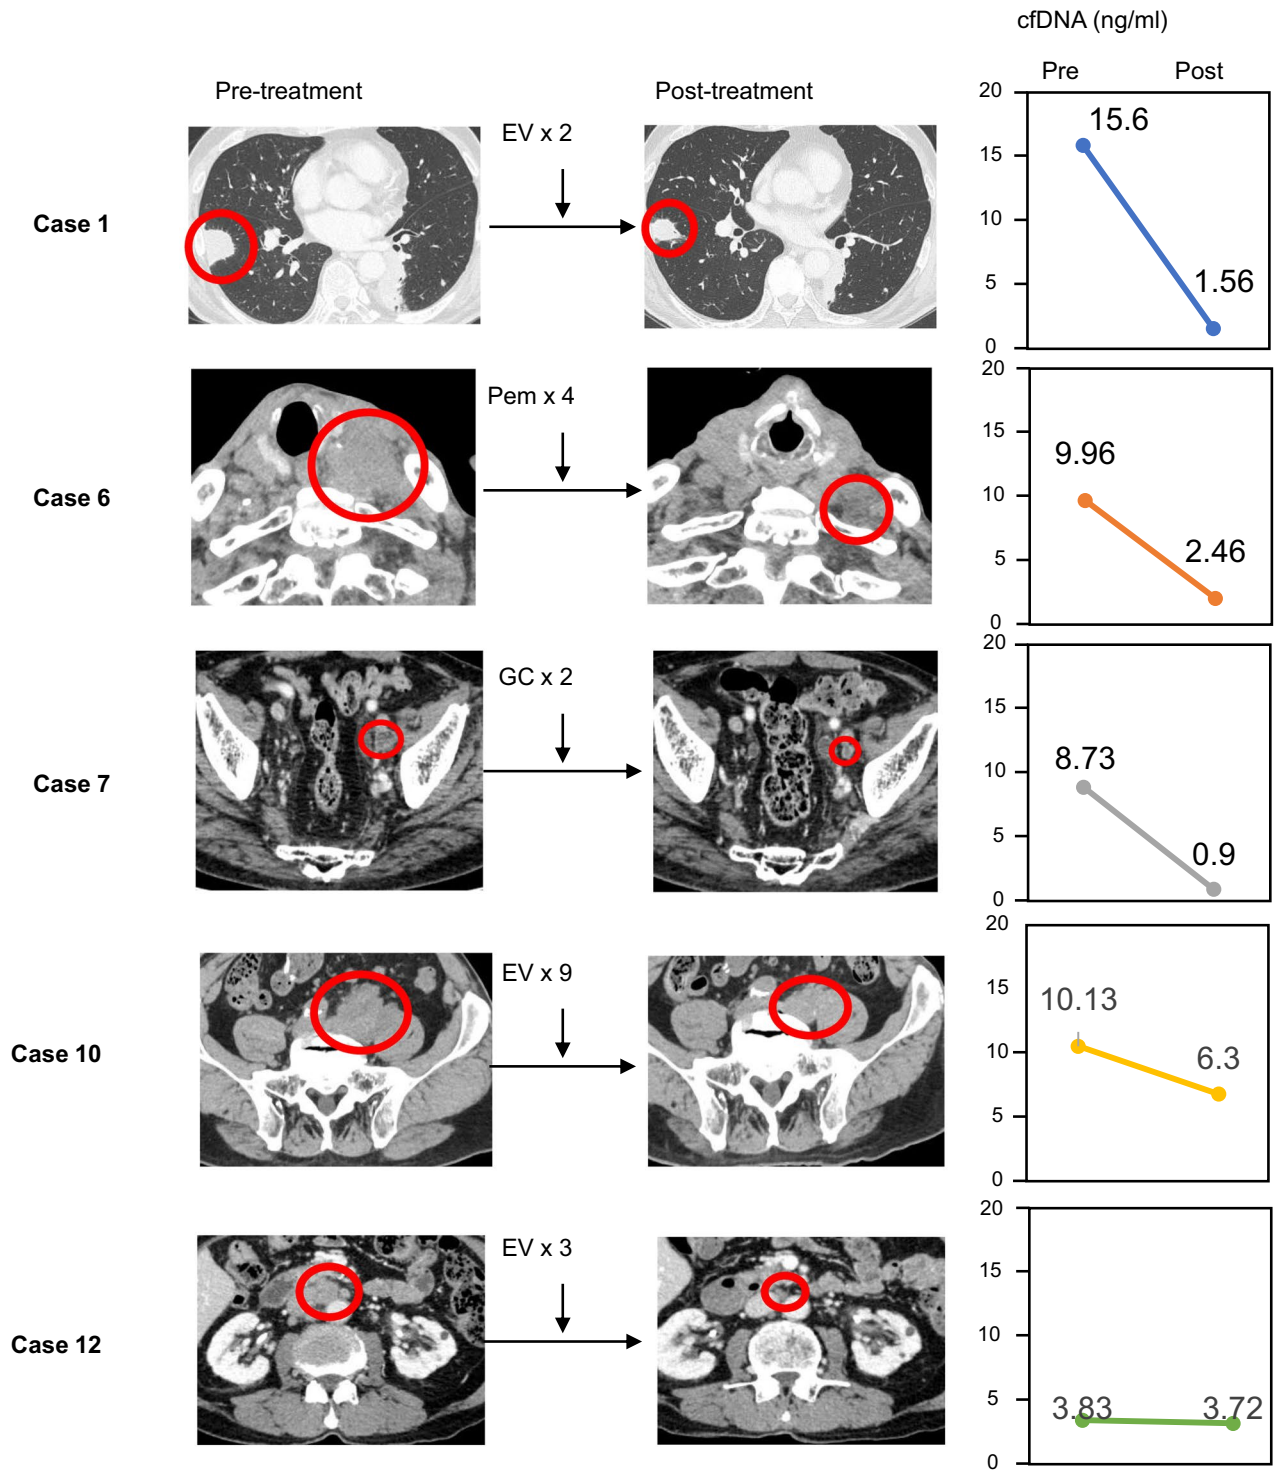 cfDNA (ng/ml)
Pre-treatment
Post-treatment
Pre
Post
Case 1
EV x 2
20
15
10
5
0
15.6
1.56
Case 6
Pem x 4
20
15
10
5
0
9.96
2.46
Case 7
GC x 2
20
15
10
5
0
8.73
0.9
Case 10
EV x 9
20
15
10
5
0
10.13
6.3
Case 12
EV x 3
20
15
10
5
0
3.83
3.72